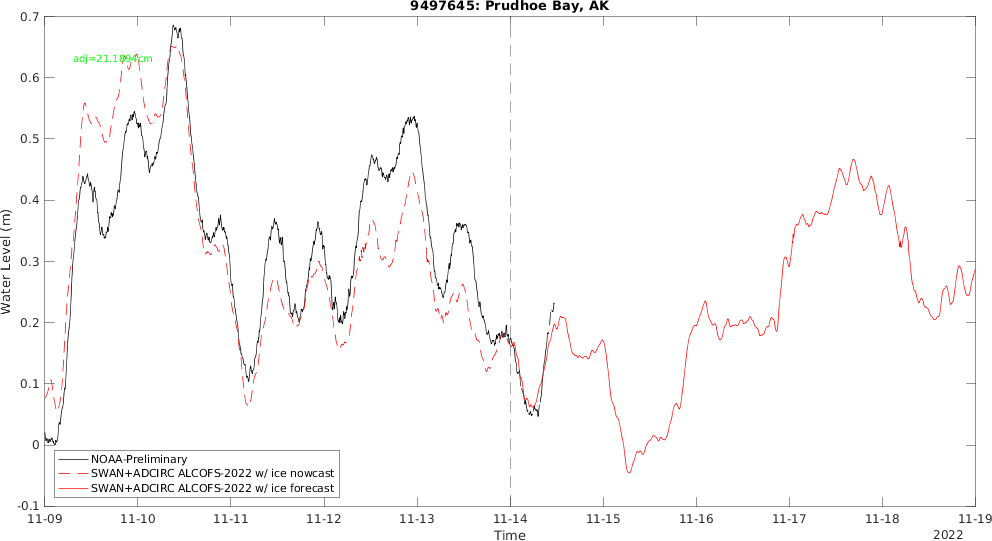 9497645: Prudhoe Bay, AK
0.7
adj=21.1894cm
0.6
0.5
0.4
0.3
0.2
0.1
0
-0.1
Water Level (m)
NOAA-Preliminary
SWAN+ADCIRC ALCOFS-2022 w/ ice nowcast
SWAN+ADCIRC ALCOFS-2022 w/ ice forecast
11-09 11-10 11-11 11-12 11-13 11-14 11-15 11-16 11-17 11-18 11-19
Time
2022